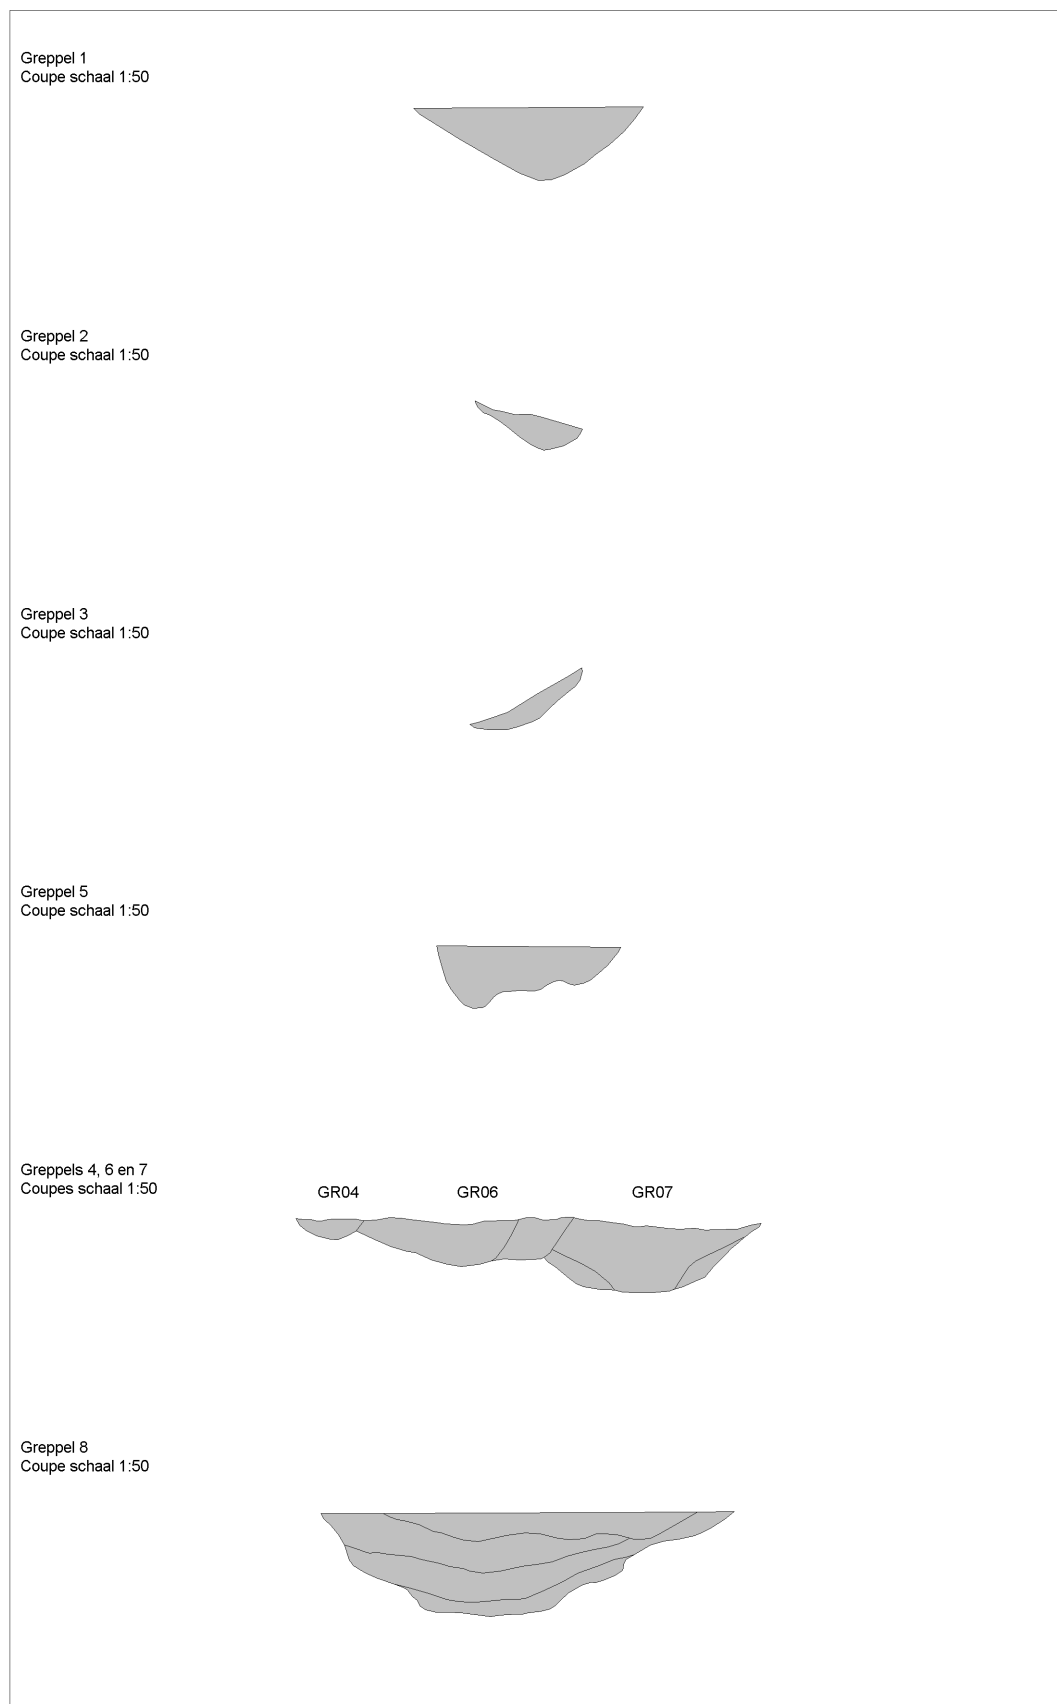 Greppel 1
Coupe schaal 1:50
Greppel 2
Coupe schaal 1:50
Greppel 3
Coupe schaal 1:50
Greppel 5
Coupe schaal 1:50
Greppels 4, 6 en 7
Coupes schaal 1:50
GR04 GR06 GR07
Greppel 8
Coupe schaal 1:50